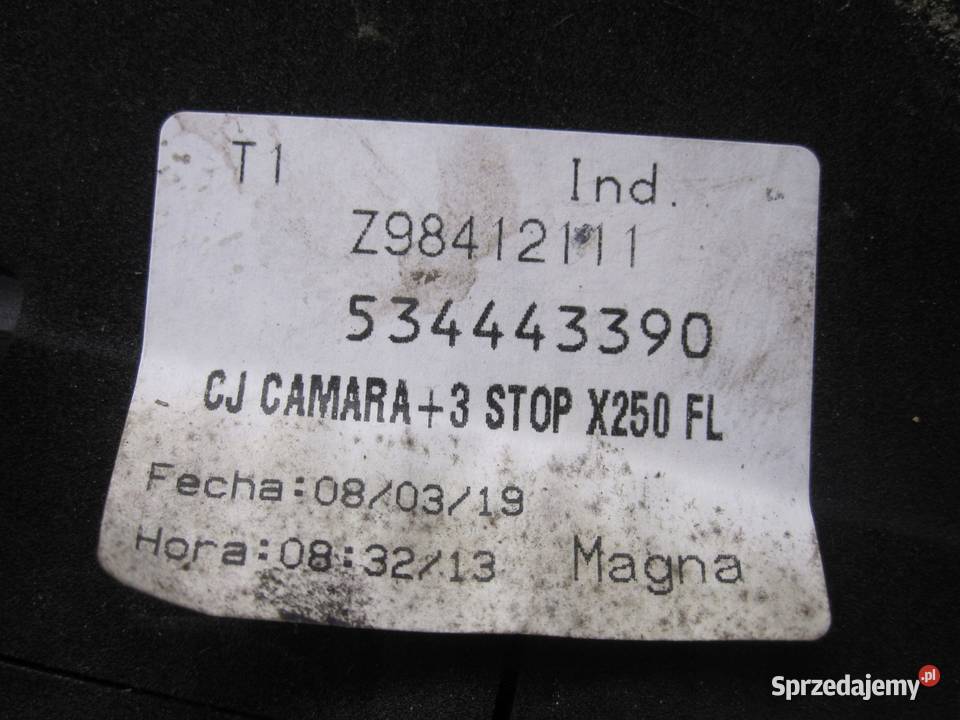 T1 Ind.
Z98412111
534443390
CJ CAMARA+3 STOP X250 FL
Fecha:08/03/19
Hora:08:32/13 Magna
Sprzedajemy.pl